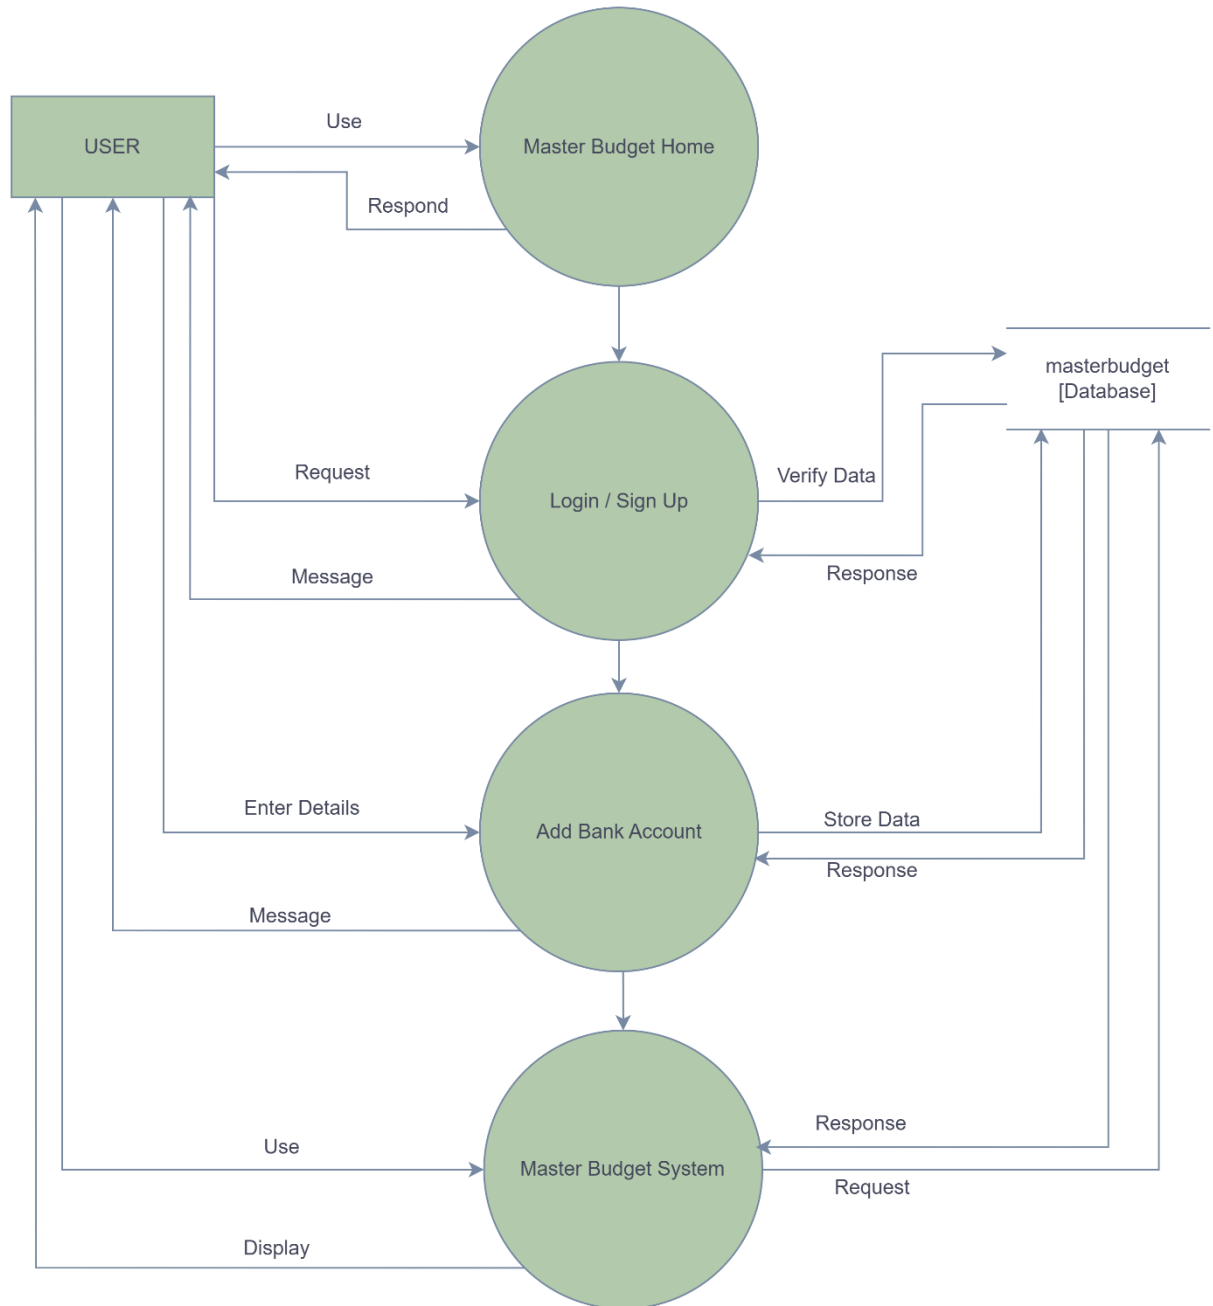 Use
USER
Master Budget Home
Respond
masterbudget
[Database]
Request
Verify Data
Login / Sign Up
Message
Response
Enter Details
Store Data
Add Bank Account
Response
Message
Response
Use
Master Budget System
Request
Display